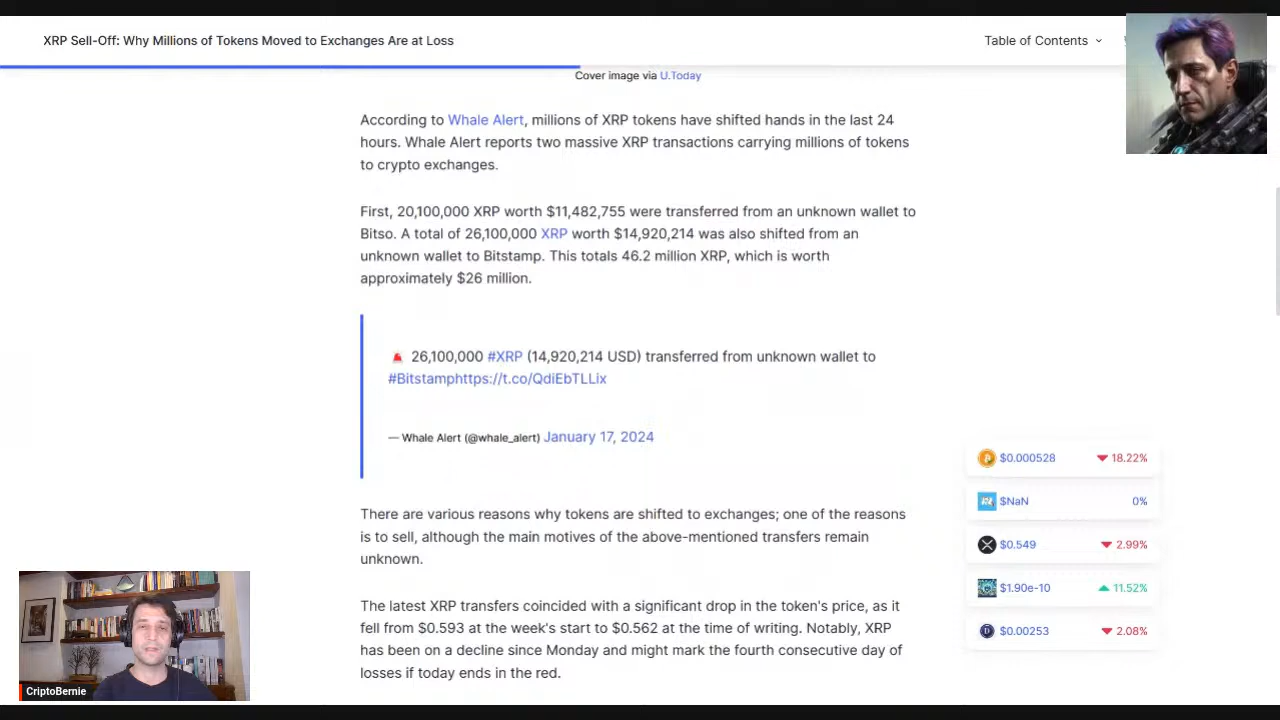 XRP Sell-Off: Why Millions of Tokens Moved to Exchanges Are at Loss
Table of Contents
Cover image via U.Today
According to Whale Alert, millions of XRP tokens have shifted hands in the last 24
hours. Whale Alert reports two massive XRP transactions carrying millions of tokens
to crypto exchanges.
First, 20,100,000 XRP worth $11,482,755 were transferred from an unknown wallet to
Bitso. A total of 26,100,000 XRP worth $14,920,214 was also shifted from an
unknown wallet to Bitstamp. This totals 46.2 million XRP, which is worth
approximately $26 million.
26,100,000 #XRP (14,920,214 USD) transferred from unknown wallet to
#Bitstamphttps://t.co/QdiEbTLLix
— Whale Alert (@whale_alert) January 17, 2024
$0.000528 18.22%
$NaN 0%
$0.549 2.99%
$1.90e-10 11.52%
$0.00253 2.08%
There are various reasons why tokens are shifted to exchanges; one of the reasons
is to sell, although the main motives of the above-mentioned transfers remain
unknown.
The latest XRP transfers coincided with a significant drop in the token's price, as it
fell from $0.593 at the week's start to $0.562 at the time of writing. Notably, XRP
has been on a decline since Monday and might mark the fourth consecutive day of
losses if today ends in the red.
CriptoBernie